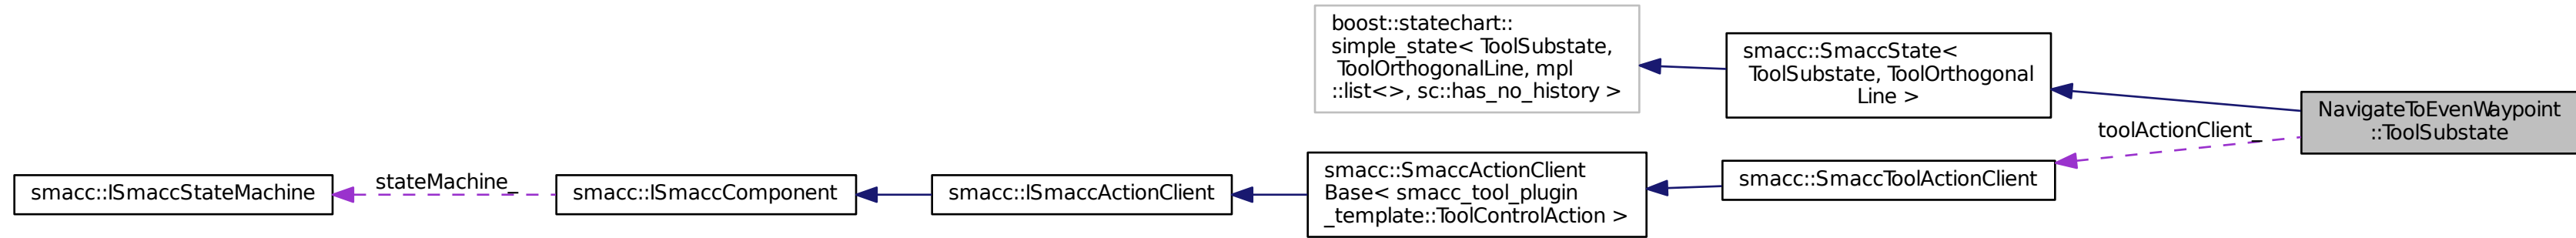 boost::statechart::
simple_state< ToolSubstate,
ToolOrthogonalLine, mpl
::list<>, sc::has_no_history >
smacc::SmaccState<
ToolSubstate, ToolOrthogonal
Line >
NavigateToEvenWaypoint
::ToolSubstate
toolActionClient_
smacc::ISmaccStateMachine
stateMachine_
smacc::ISmaccComponent
smacc::ISmaccActionClient
smacc::SmaccActionClient
Base< smacc_tool_plugin
_template::ToolControlAction >
smacc::SmaccToolActionClient